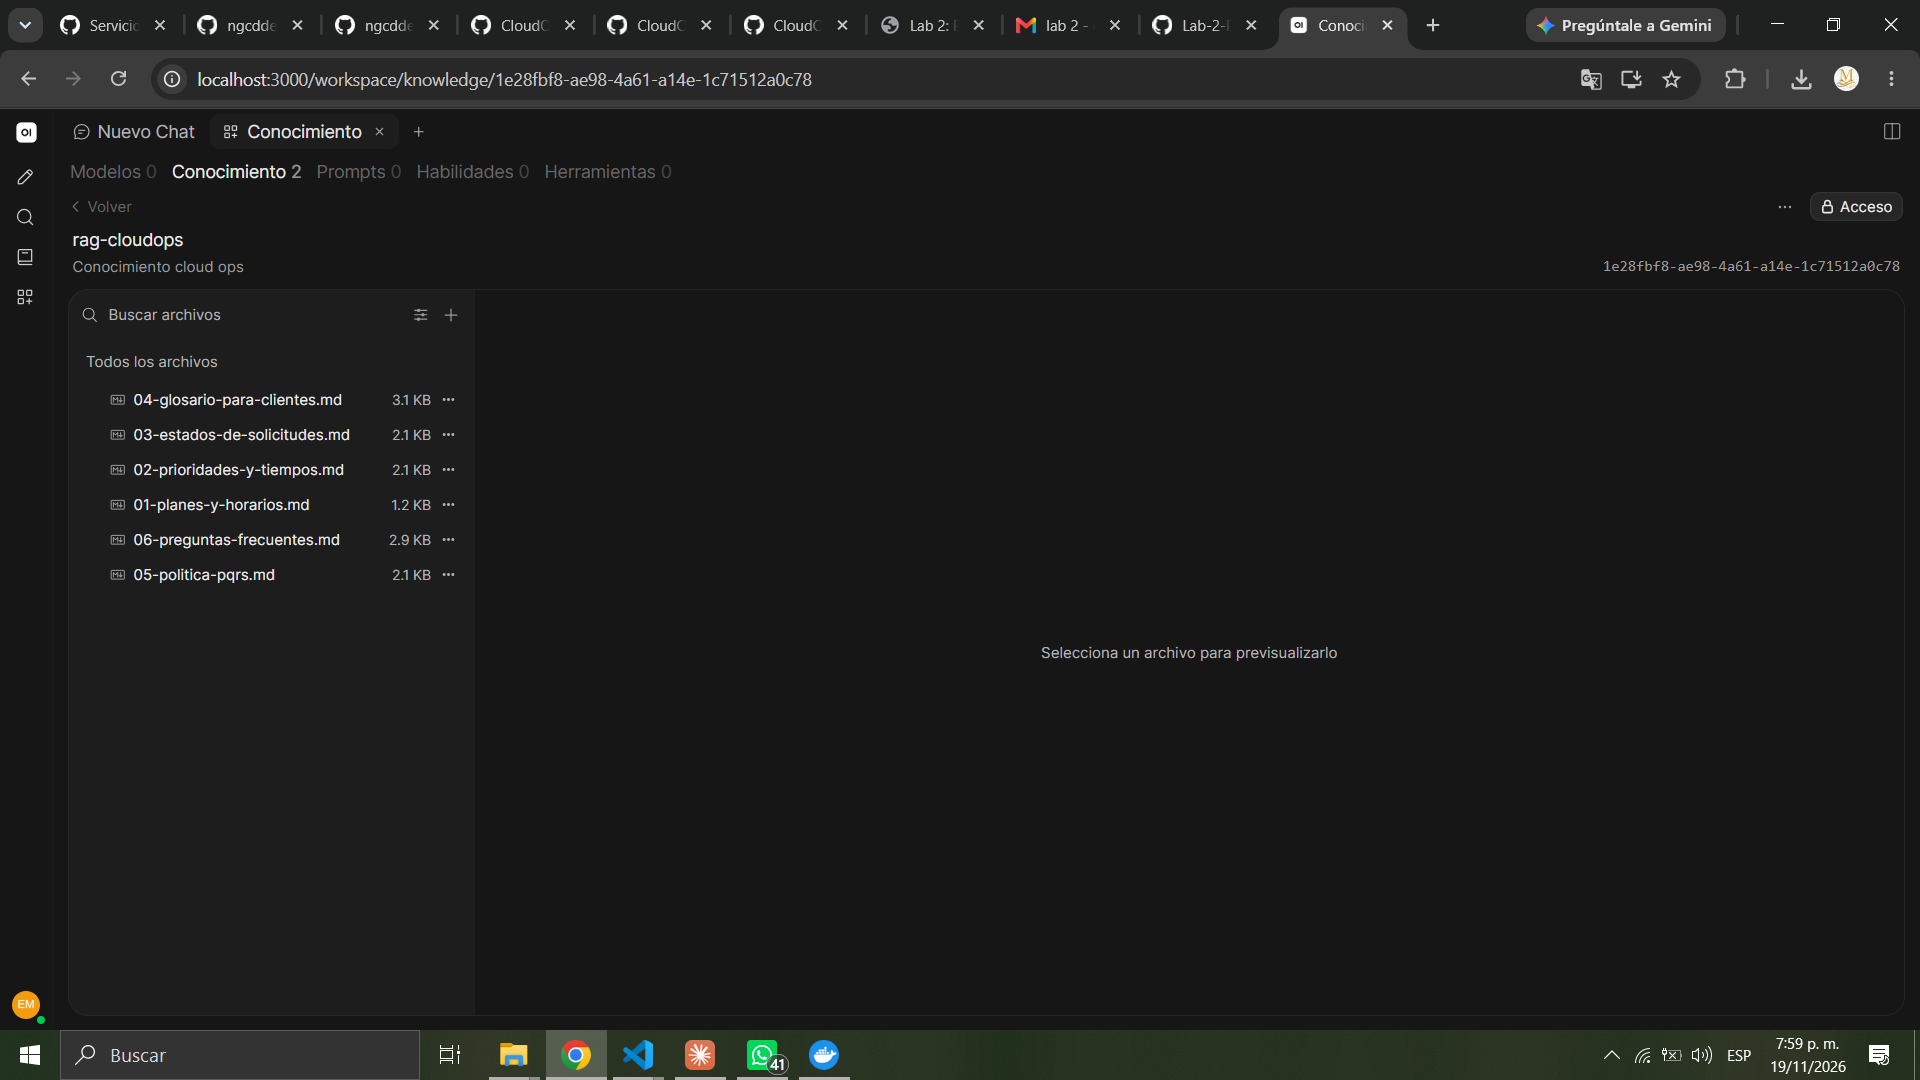 Servicio
ngcdde
ngcdde
CloudC
CloudC
CloudC
Lab 2:
lab 2 -
Lab-2-
Conoci
Pregúntale a Gemini
localhost:3000/workspace/knowledge/1e28fbf8-ae98-4a61-a14e-1c71512a0c78
OI
Nuevo Chat
Conocimiento
Modelos 0 Conocimiento 2 Prompts 0 Habilidades 0 Herramientas 0
Volver
Acceso
rag-cloudops
Conocimiento cloud ops
1e28fbf8-ae98-4a61-a14e-1c71512a0c78
Buscar archivos
Todos los archivos
04-glosario-para-clientes.md 3.1 KB
03-estados-de-solicitudes.md 2.1 KB
02-prioridades-y-tiempos.md 2.1 KB
01-planes-y-horarios.md 1.2 KB
06-preguntas-frecuentes.md 2.9 KB
05-politica-pqrs.md 2.1 KB
Selecciona un archivo para previsualizarlo
EM
Buscar
41
ESP
7:59 p. m.
19/11/2026